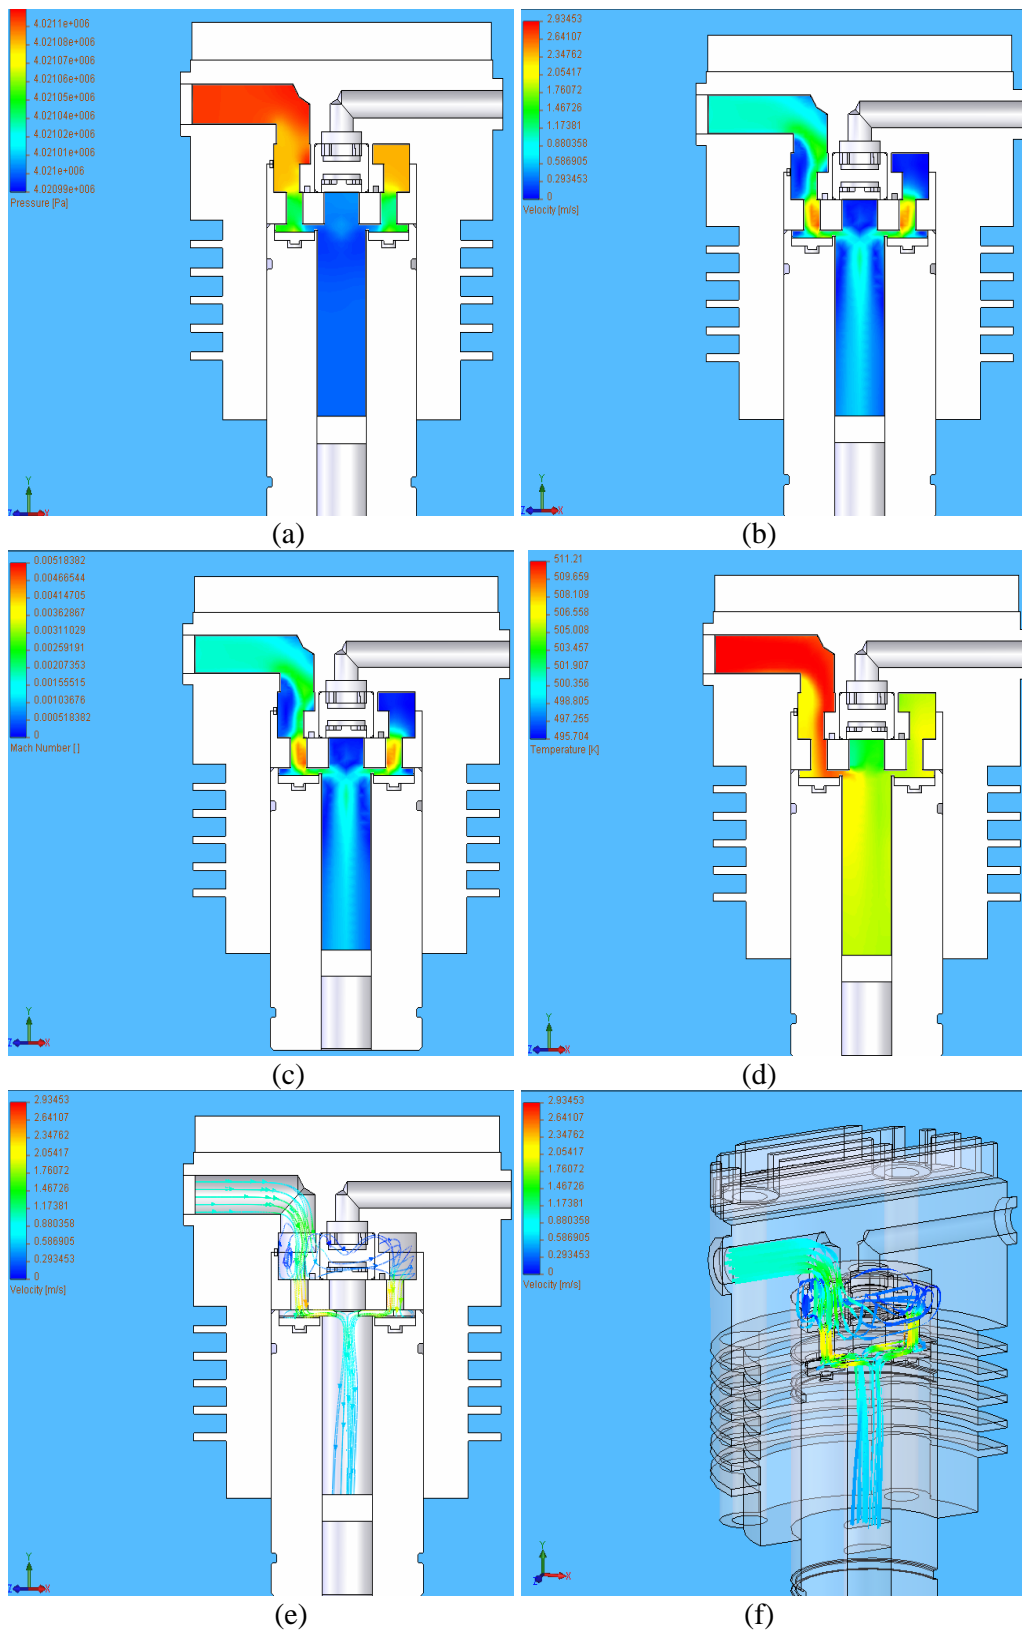 4.0211e+006
4.02108e+006
4.02107e+006
4.02106e+006
4.02105e+006
4.02104e+006
4.02102e+006
4.02101e+006
4.021e+006
4.02099e+006
Pressure [Pa]
Y
Z
X
(a)
2.93453
2.64107
2.34762
2.05417
1.76072
1.46726
1.17381
0.880358
0.586905
0.293453
0
Velocity [m/s]
Y
Z
X
(b)
0.00518382
0.00466544
0.00414705
0.00362867
0.00311029
0.00259191
0.00207353
0.00155515
0.00103676
0.000518382
0
Mach Number [ ]
Y
Z
X
(c)
511.21
509.659
508.109
506.558
505.008
503.457
501.907
500.356
498.805
497.255
495.704
Temperature [K]
Y
Z
X
(d)
2.93453
2.64107
2.34762
2.05417
1.76072
1.46726
1.17381
0.880358
0.586905
0.293453
0
Velocity [m/s]
Y
Z
X
(e)
2.93453
2.64107
2.34762
2.05417
1.76072
1.46726
1.17381
0.880358
0.586905
0.293453
0
Velocity [m/s]
Y
Z
X
(f)